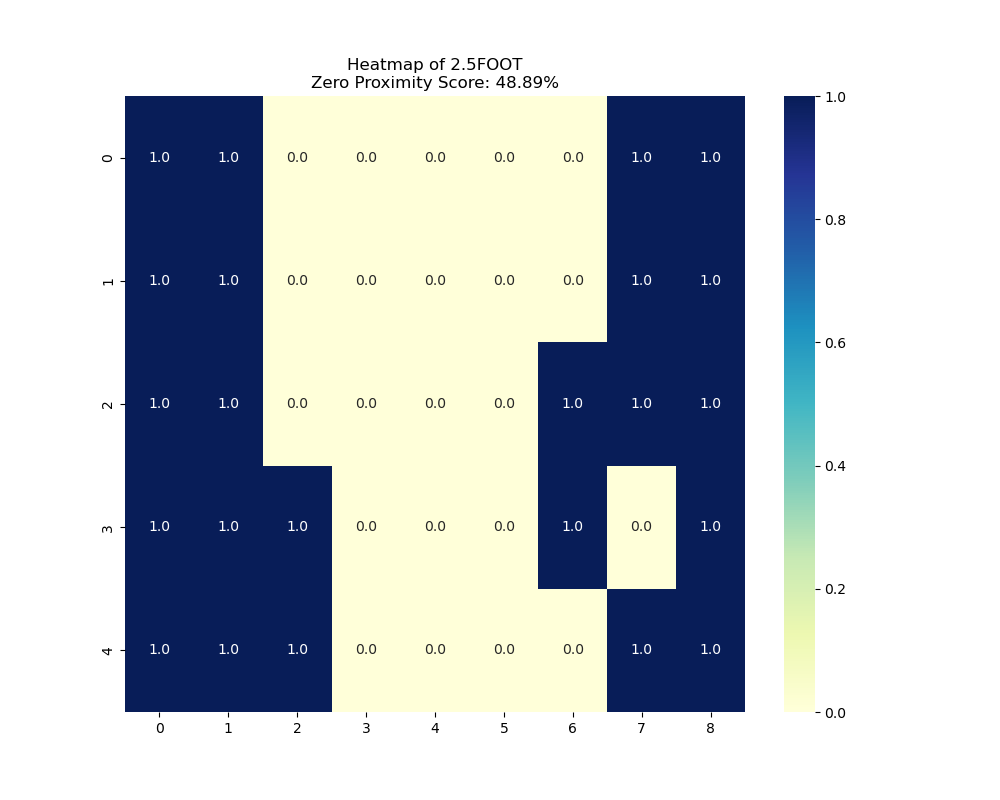 Heatmap of 2.5FOOT
Zero Proximity Score: 48.89%
0 1.0 1.0 0.0 0.0 0.0 0.0 0.0 1.0 1.0
1 1.0 1.0 0.0 0.0 0.0 0.0 0.0 1.0 1.0
2 1.0 1.0 0.0 0.0 0.0 0.0 1.0 1.0 1.0
3 1.0 1.0 1.0 0.0 0.0 0.0 1.0 0.0 1.0
4 1.0 1.0 1.0 0.0 0.0 0.0 0.0 1.0 1.0
0 1 2 3 4 5 6 7 8
1.0
0.8
0.6
0.4
0.2
0.0